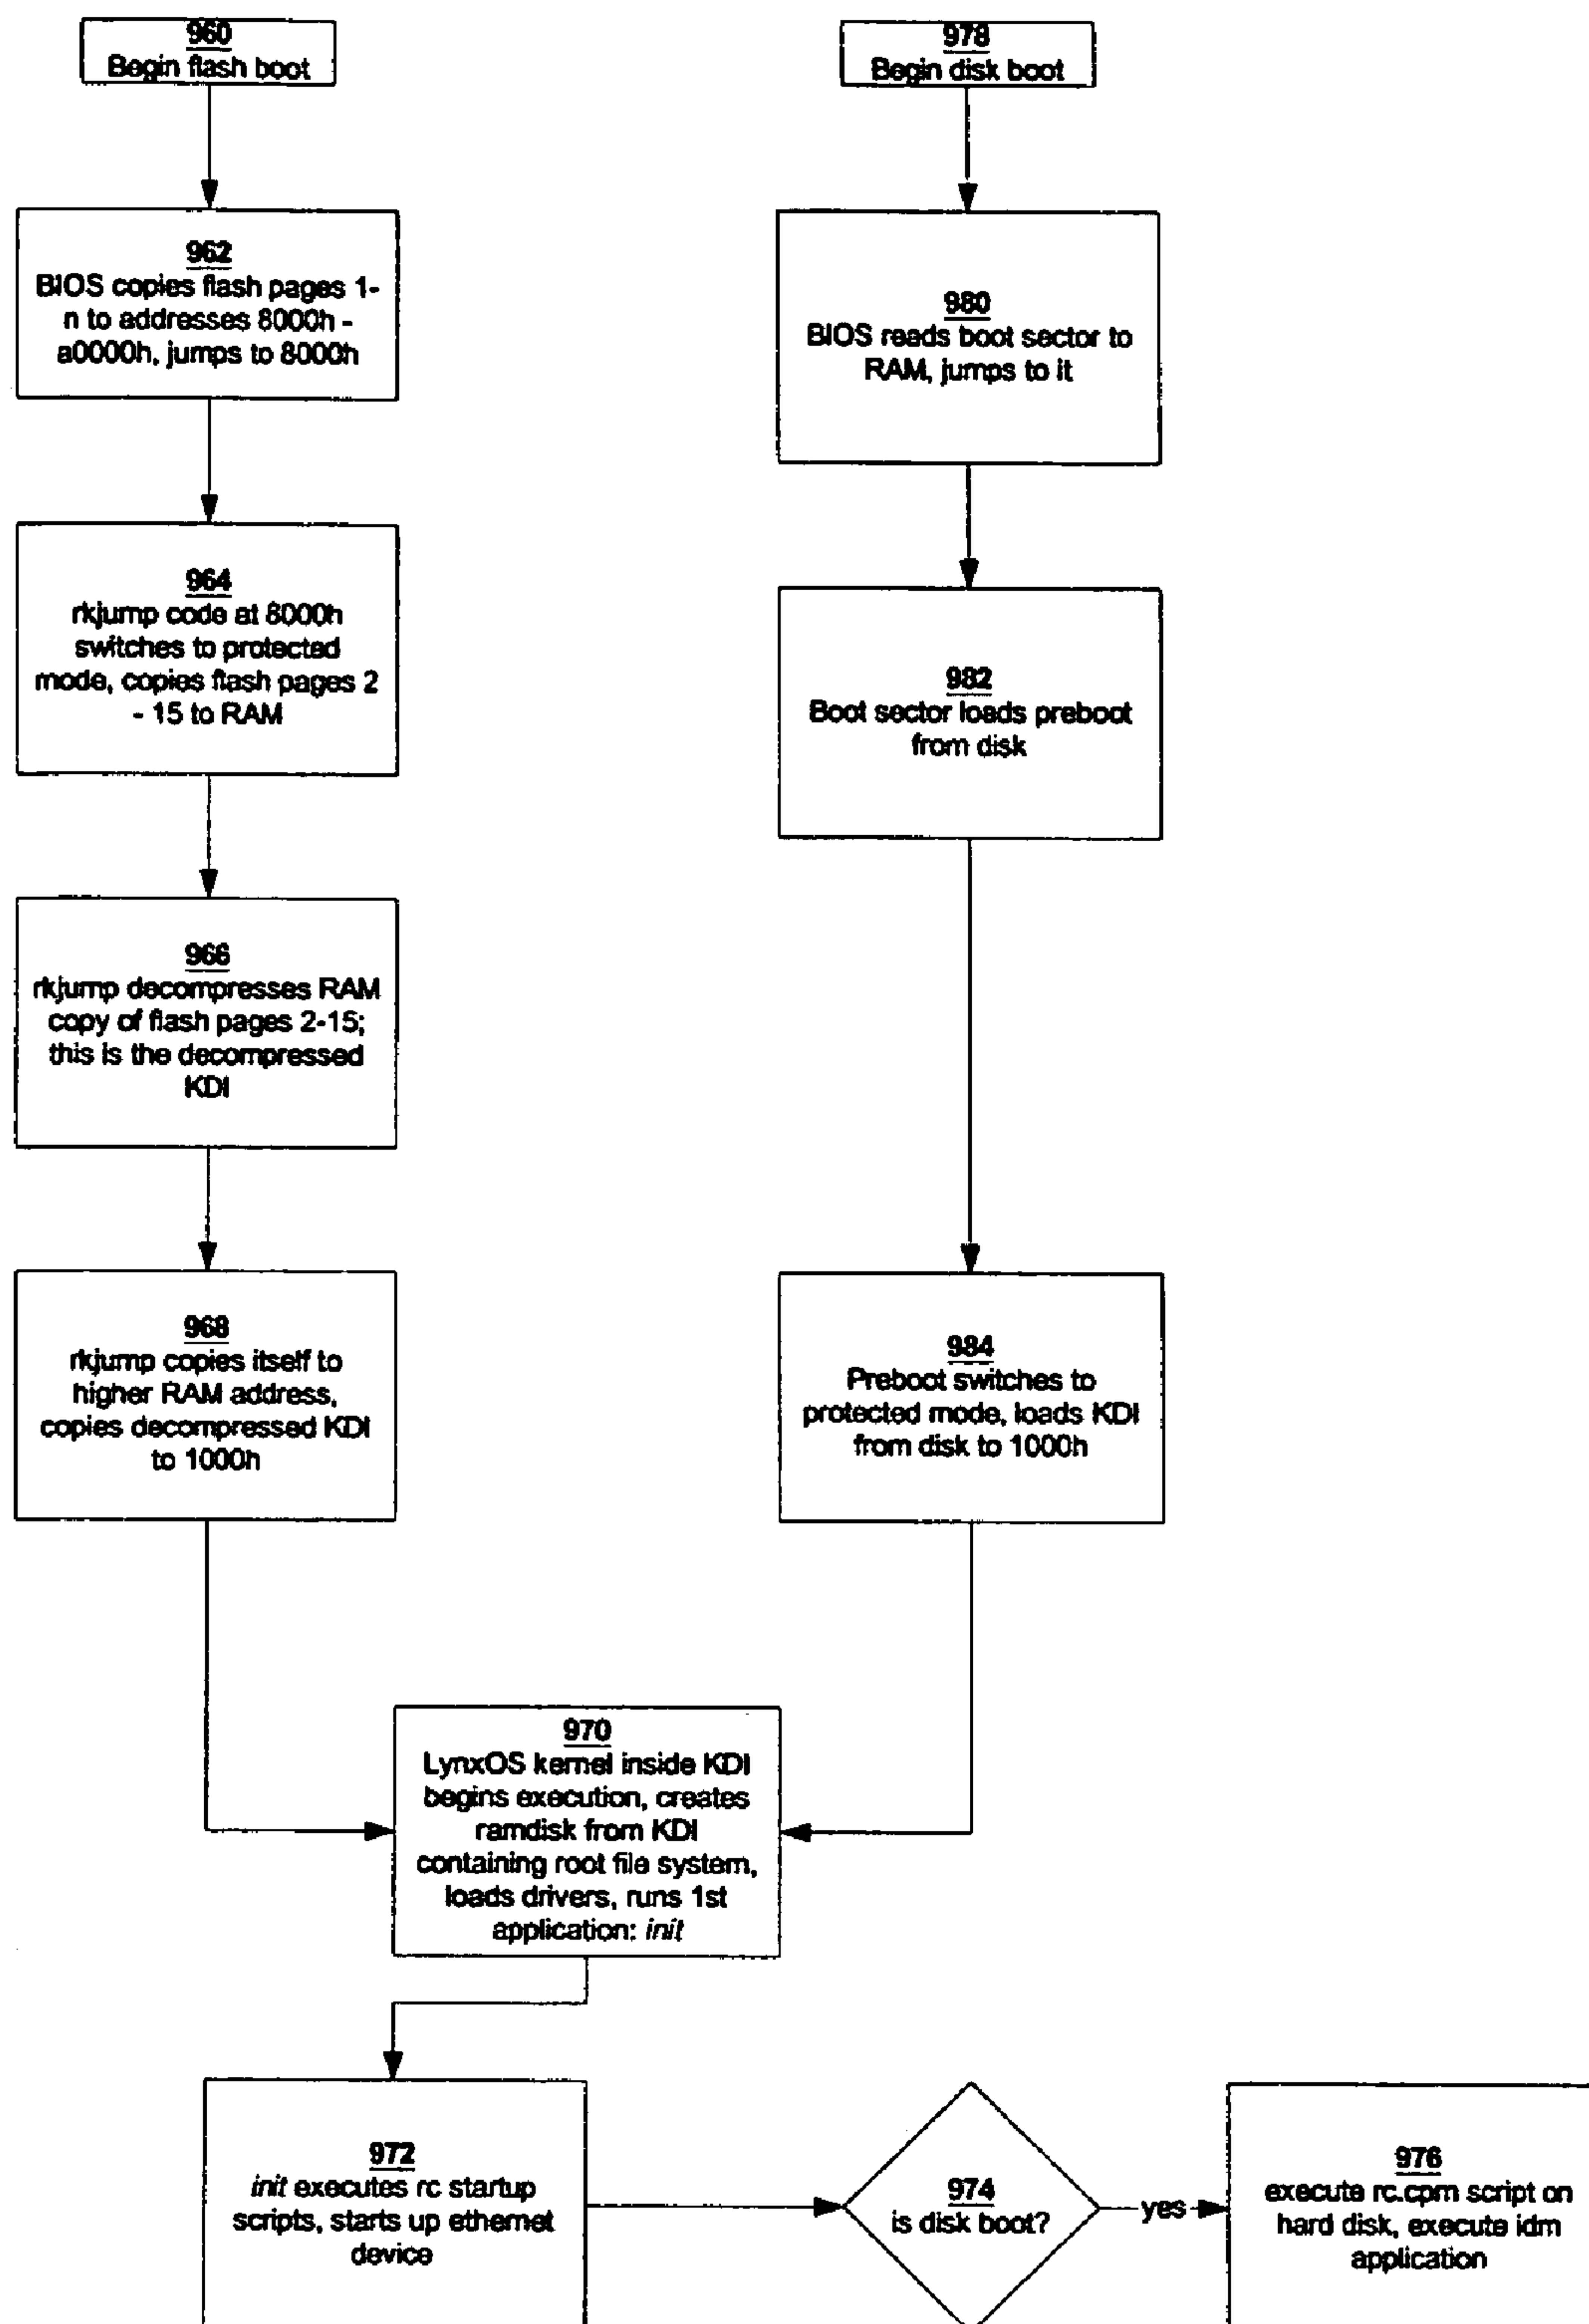 960
Begin flash boot
962
BIOS copies flash pages 1-
n to addresses 8000h -
a0000h, jumps to 8000h
964
rkjump code at 8000h
switches to protected
mode, copies flash pages 2
- 15 to RAM
966
rkjump decompresses RAM
copy of flash pages 2-15;
this is the decompressed
KDI
968
rkjump copies itself to
higher RAM address,
copies decompressed KDI
to 1000h
978
Begin disk boot
980
BIOS reads boot sector to
RAM, jumps to it
982
Boot sector loads preboot
from disk
984
Preboot switches to
protected mode, loads KDI
from disk to 1000h
970
LynxOS kernel inside KDI
begins execution, creates
ramdisk from KDI
containing root file system,
loads drivers, runs 1st
application: init
972
init executes rc startup
scripts, starts up ethernet
device
974
is disk boot?
yes
976
execute rc.cpm script on
hard disk, execute idm
application